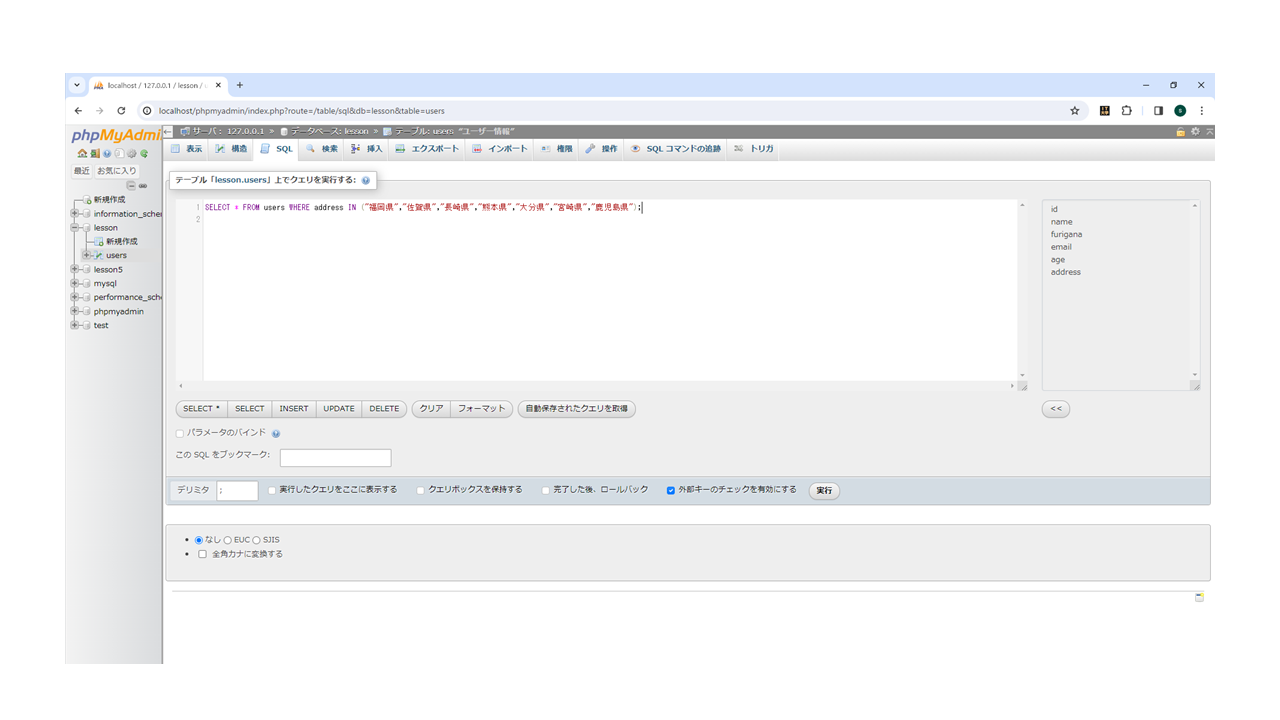 localhost / 127.0.0.1 / lesson / u
localhost/phpmyadmin/index.php?route=/table/sql&db=lesson&table=users
phpMyAdmi
最近 お気に入り
新規作成
information_schem
lesson
新規作成
users
lesson5
mysql
performance_sche
phpmyadmin
test
サーバ: 127.0.0.1 » データベース: lesson » テーブル: users "ユーザー情報"
表示 構造 SQL 検索 挿入 エクスポート インポート 権限 操作 SQL コマンドの追跡 トリガ
テーブル「lesson.users」上でクエリを実行する:
1 SELECT * FROM users WHERE address IN ("福岡県","佐賀県","長崎県","熊本県","大分県","宮崎県","鹿児島県");
2
id
name
furigana
email
age
address
SELECT * SELECT INSERT UPDATE DELETE クリア フォーマット 自動保存されたクエリを取得 <<
パラメータのバインド
この SQL をブックマーク:
デリミタ ; 実行したクエリをここに表示する クエリボックスを保持する 完了した後、ロールバック 外部キーのチェックを有効にする 実行
なし EUC SJIS
全角カナに変換する